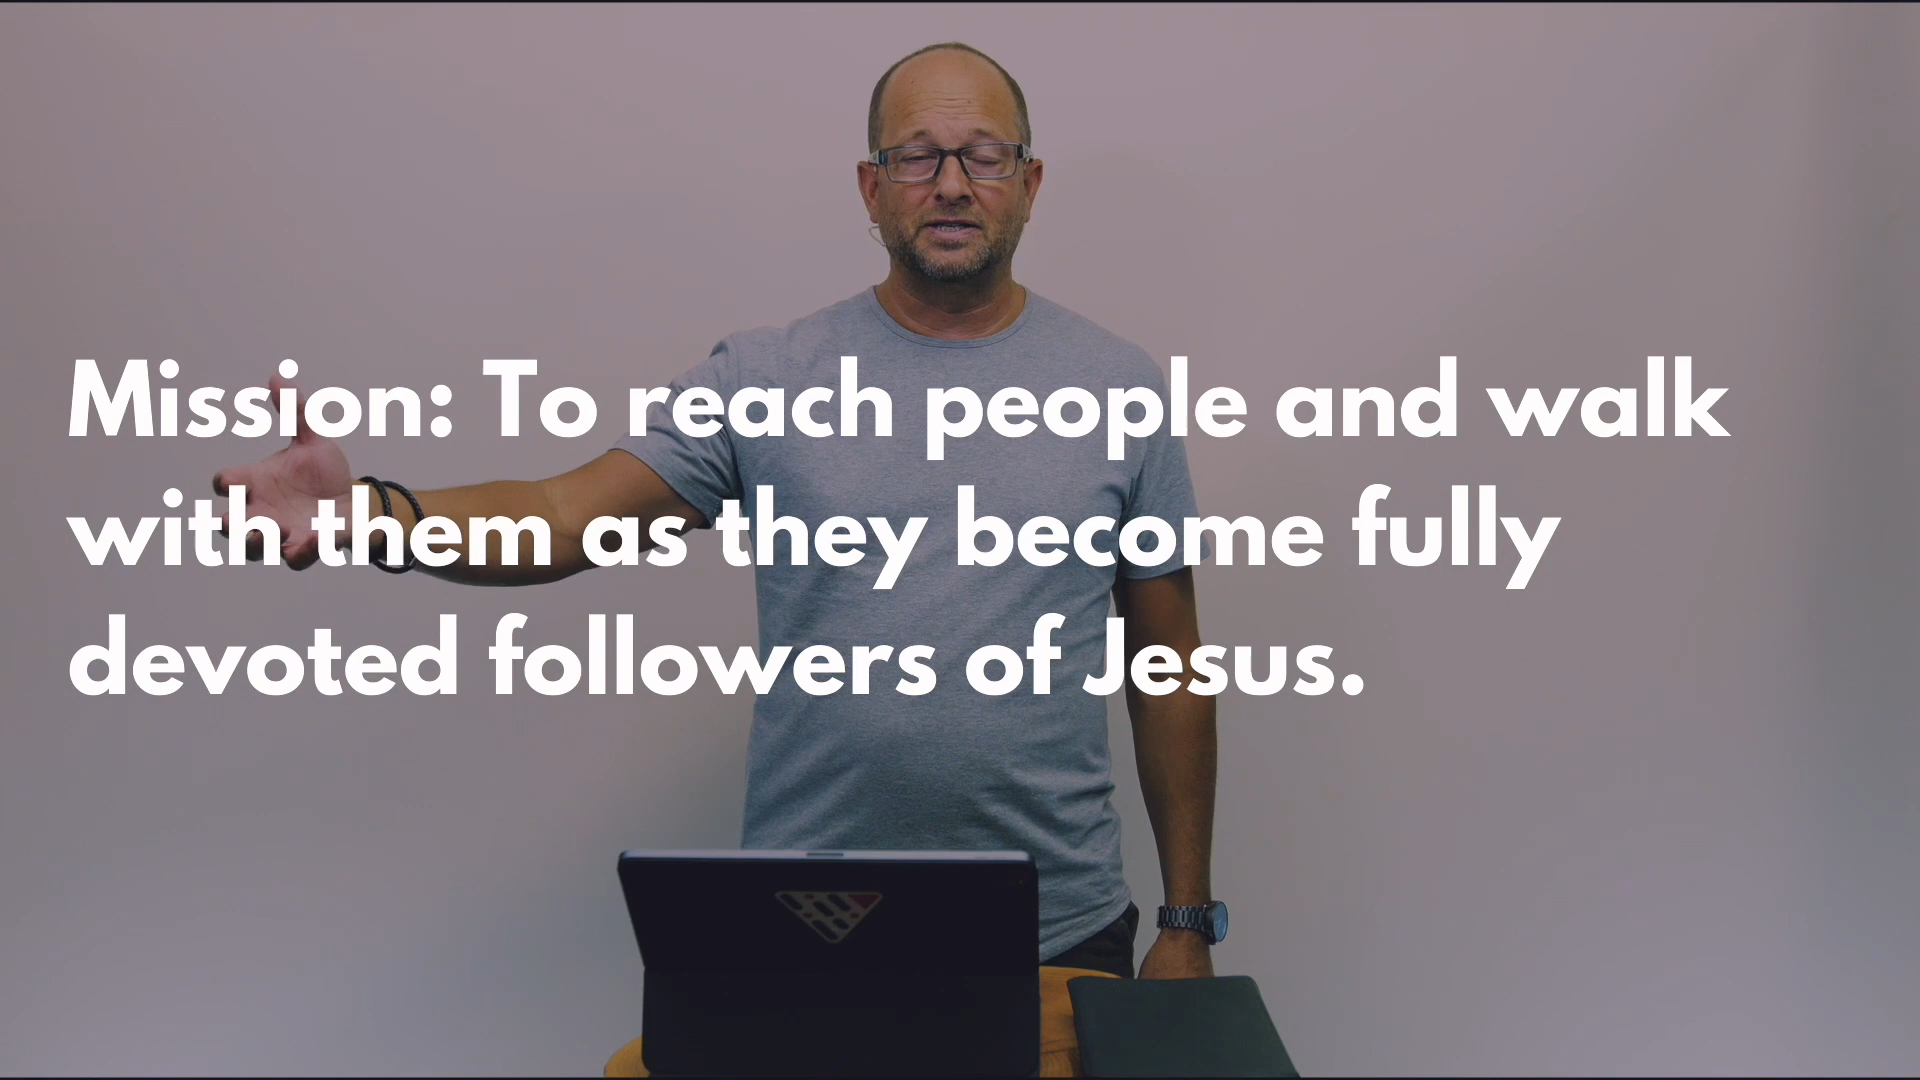 Mission: To reach people and walk
with them as they become fully
devoted followers of Jesus.